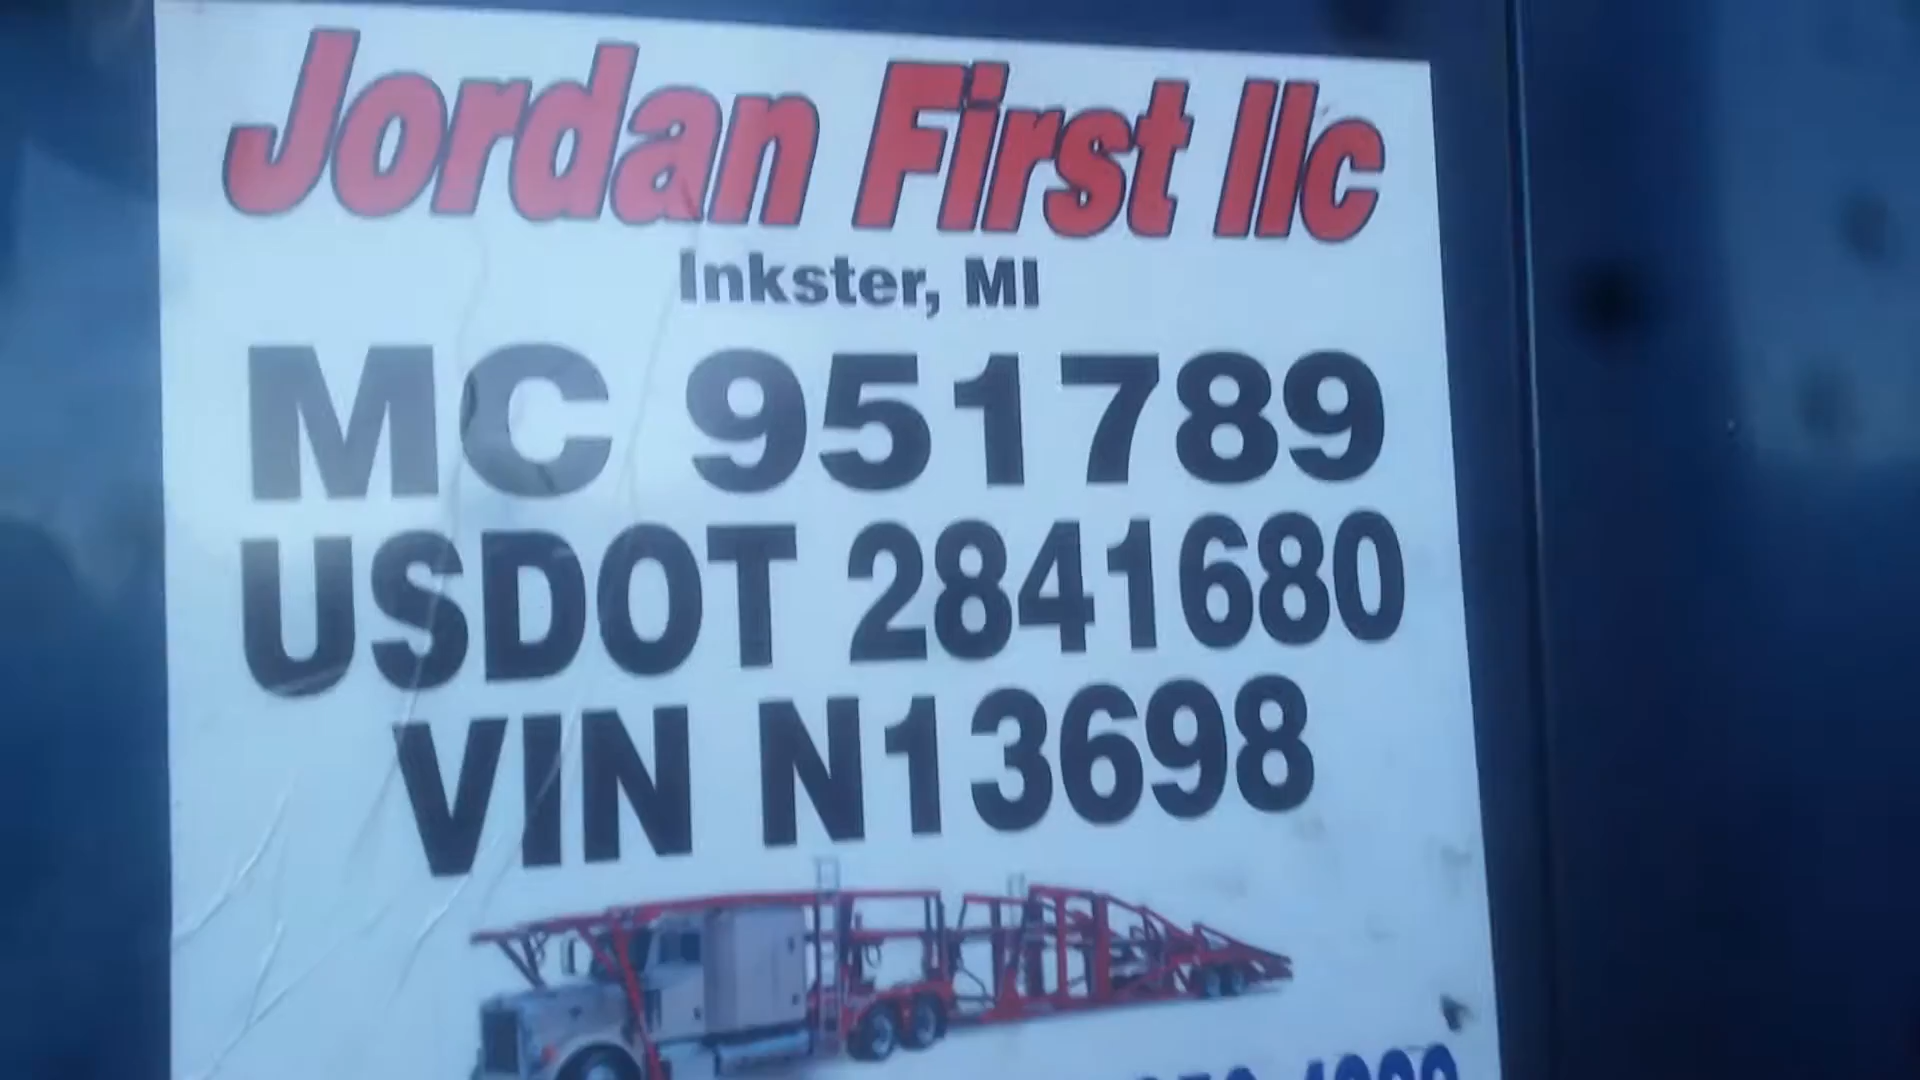 Jordan First llc
Inkster, MI
MC 951789
USDOT 2841680
VIN N13698